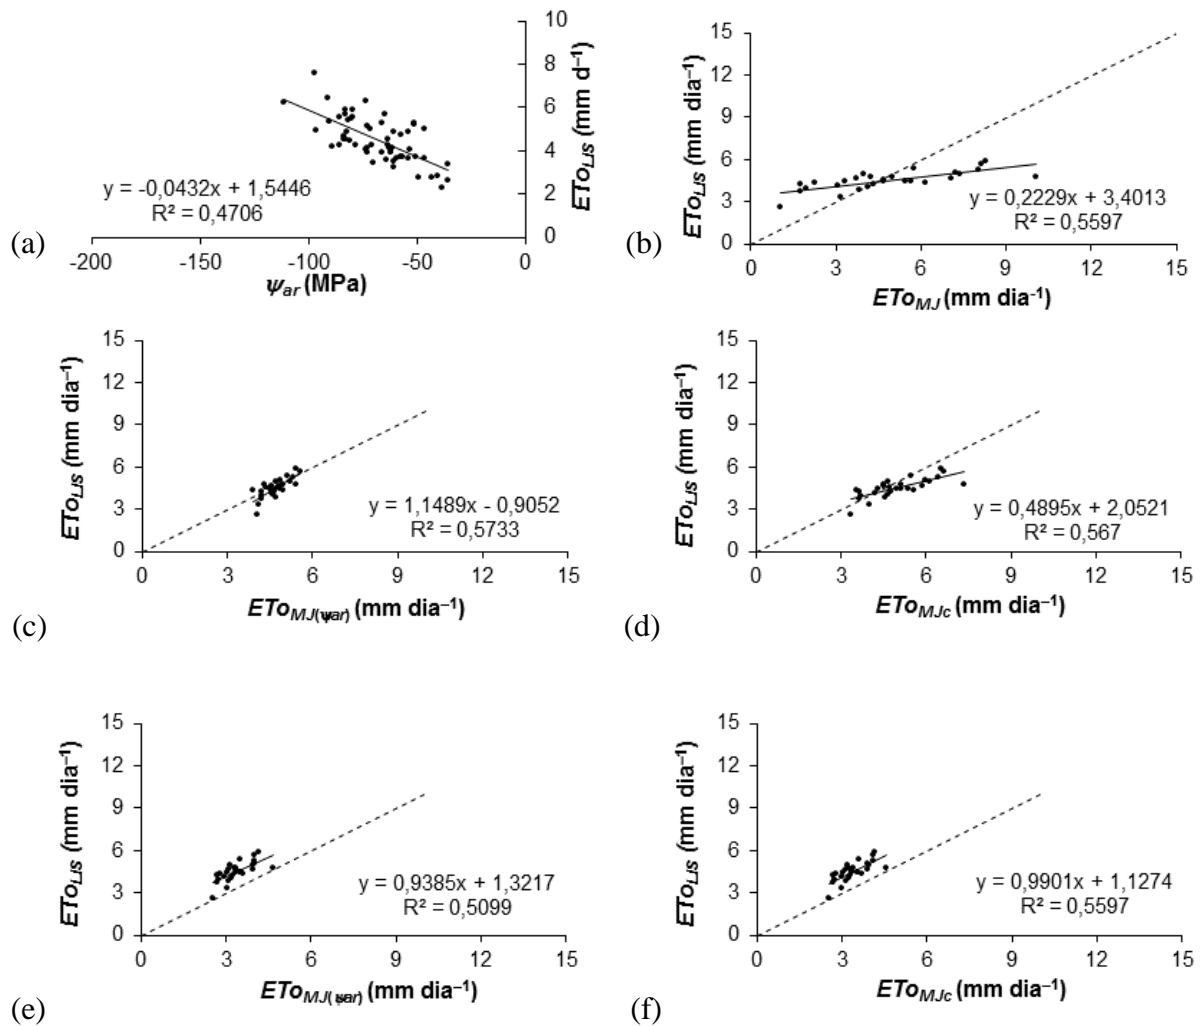 10
8
6
4
2
0
ETo_LIS (mm d⁻¹)
y = -0,0432x + 1,5446
R² = 0,4706
-200 -150 -100 -50 0
ψ_ar (MPa)
(a)
15
12
9
6
3
0
ETo_LIS (mm dia⁻¹)
y = 0,2229x + 3,4013
R² = 0,5597
0 3 6 9 12 15
ETo_MJ (mm dia⁻¹)
(b)
15
12
9
6
3
0
ETo_LIS (mm dia⁻¹)
y = 1,1489x - 0,9052
R² = 0,5733
0 3 6 9 12 15
ETo_MJ(ψar) (mm dia⁻¹)
(c)
15
12
9
6
3
0
ETo_LIS (mm dia⁻¹)
y = 0,4895x + 2,0521
R² = 0,567
0 3 6 9 12 15
ETo_MJc (mm dia⁻¹)
(d)
15
12
9
6
3
0
ETo_LIS (mm dia⁻¹)
y = 0,9385x + 1,3217
R² = 0,5099
0 3 6 9 12 15
ETo_MJ(ψar) (mm dia⁻¹)
(e)
15
12
9
6
3
0
ETo_LIS (mm dia⁻¹)
y = 0,9901x + 1,1274
R² = 0,5597
0 3 6 9 12 15
ETo_MJc (mm dia⁻¹)
(f)